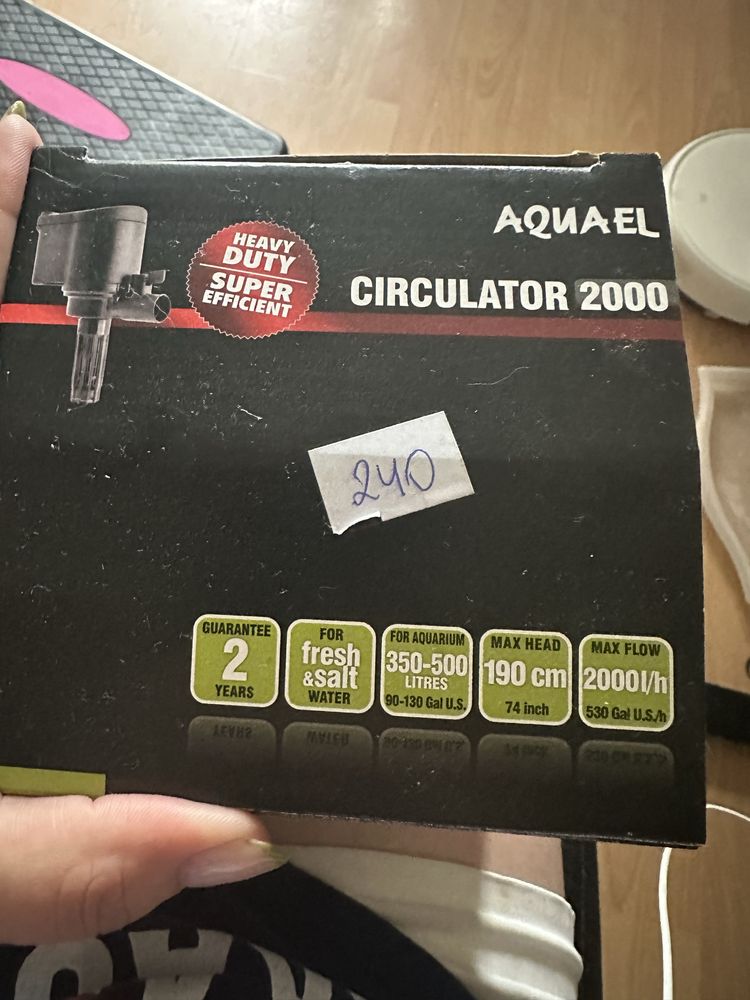 AQUAEL
HEAVY
DUTY
SUPER
EFFICIENT
CIRCULATOR 2000
240
GUARANTEE
2
YEARS
FOR
fresh
&salt
WATER
FOR AQUARIUM
350-500
LITRES
90-130 Gal U.S.
MAX HEAD
190 cm
74 inch
MAX FLOW
2000l/h
530 Gal U.S./h